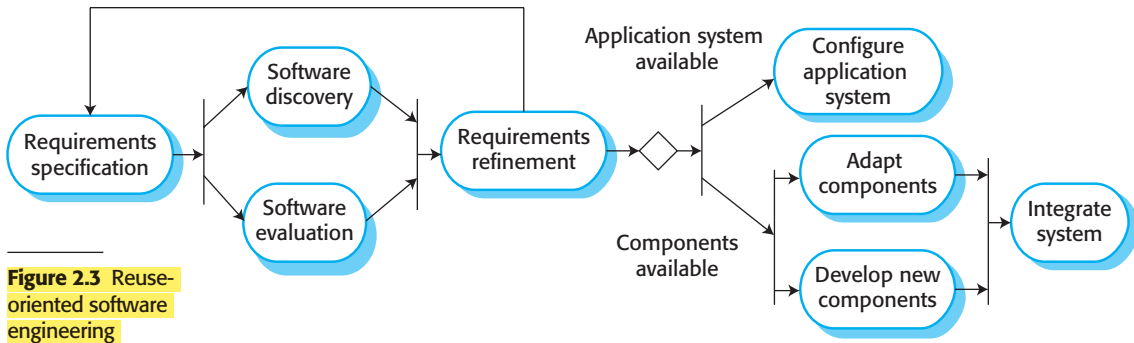 Requirements
specification
Software
discovery
Software
evaluation
Requirements
refinement
Application system
available
Configure
application
system
Components
available
Adapt
components
Develop new
components
Integrate
system
Figure 2.3 Reuse-
oriented software
engineering